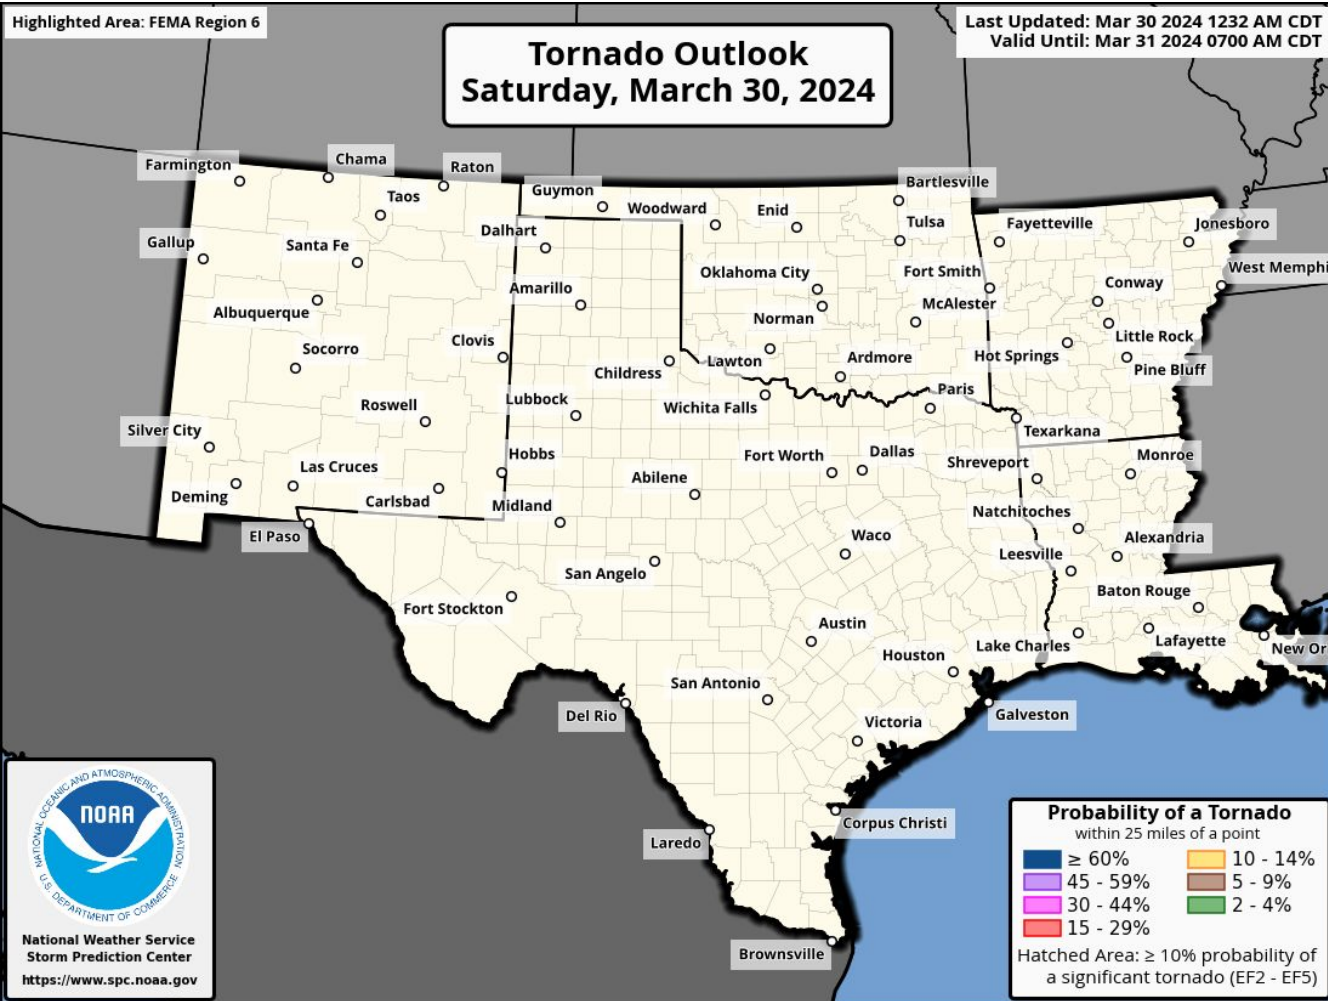 Highlighted Area: FEMA Region 6
Last Updated: Mar 30 2024 1232 AM CDT
Valid Until: Mar 31 2024 0700 AM CDT
Tornado Outlook
Saturday, March 30, 2024
Farmington
Chama
Raton
Taos
Guymon
Woodward
Enid
Bartlesville
Tulsa
Fayetteville
Jonesboro
Gallup
Santa Fe
Dalhart
Oklahoma City
Fort Smith
West Memphi
Amarillo
Conway
Albuquerque
Norman
McAlester
Little Rock
Socorro
Clovis
Childress
Lawton
Ardmore
Hot Springs
Pine Bluff
Roswell
Lubbock
Wichita Falls
Paris
Silver City
Texarkana
Las Cruces
Hobbs
Fort Worth
Dallas
Shreveport
Monroe
Deming
Carlsbad
Midland
Abilene
Natchitoches
El Paso
Waco
Leesville
Alexandria
San Angelo
Baton Rouge
Fort Stockton
Austin
Lake Charles
Lafayette
New Or
Houston
San Antonio
Del Rio
Victoria
Galveston
Laredo
Corpus Christi
Brownsville
NATIONAL OCEANIC AND ATMOSPHERIC ADMINISTRATION
NOAA
U.S. DEPARTMENT OF COMMERCE
National Weather Service
Storm Prediction Center
https://www.spc.noaa.gov
Probability of a Tornado
within 25 miles of a point
≥ 60%
10 - 14%
45 - 59%
5 - 9%
30 - 44%
2 - 4%
15 - 29%
Hatched Area: ≥ 10% probability of
a significant tornado (EF2 - EF5)